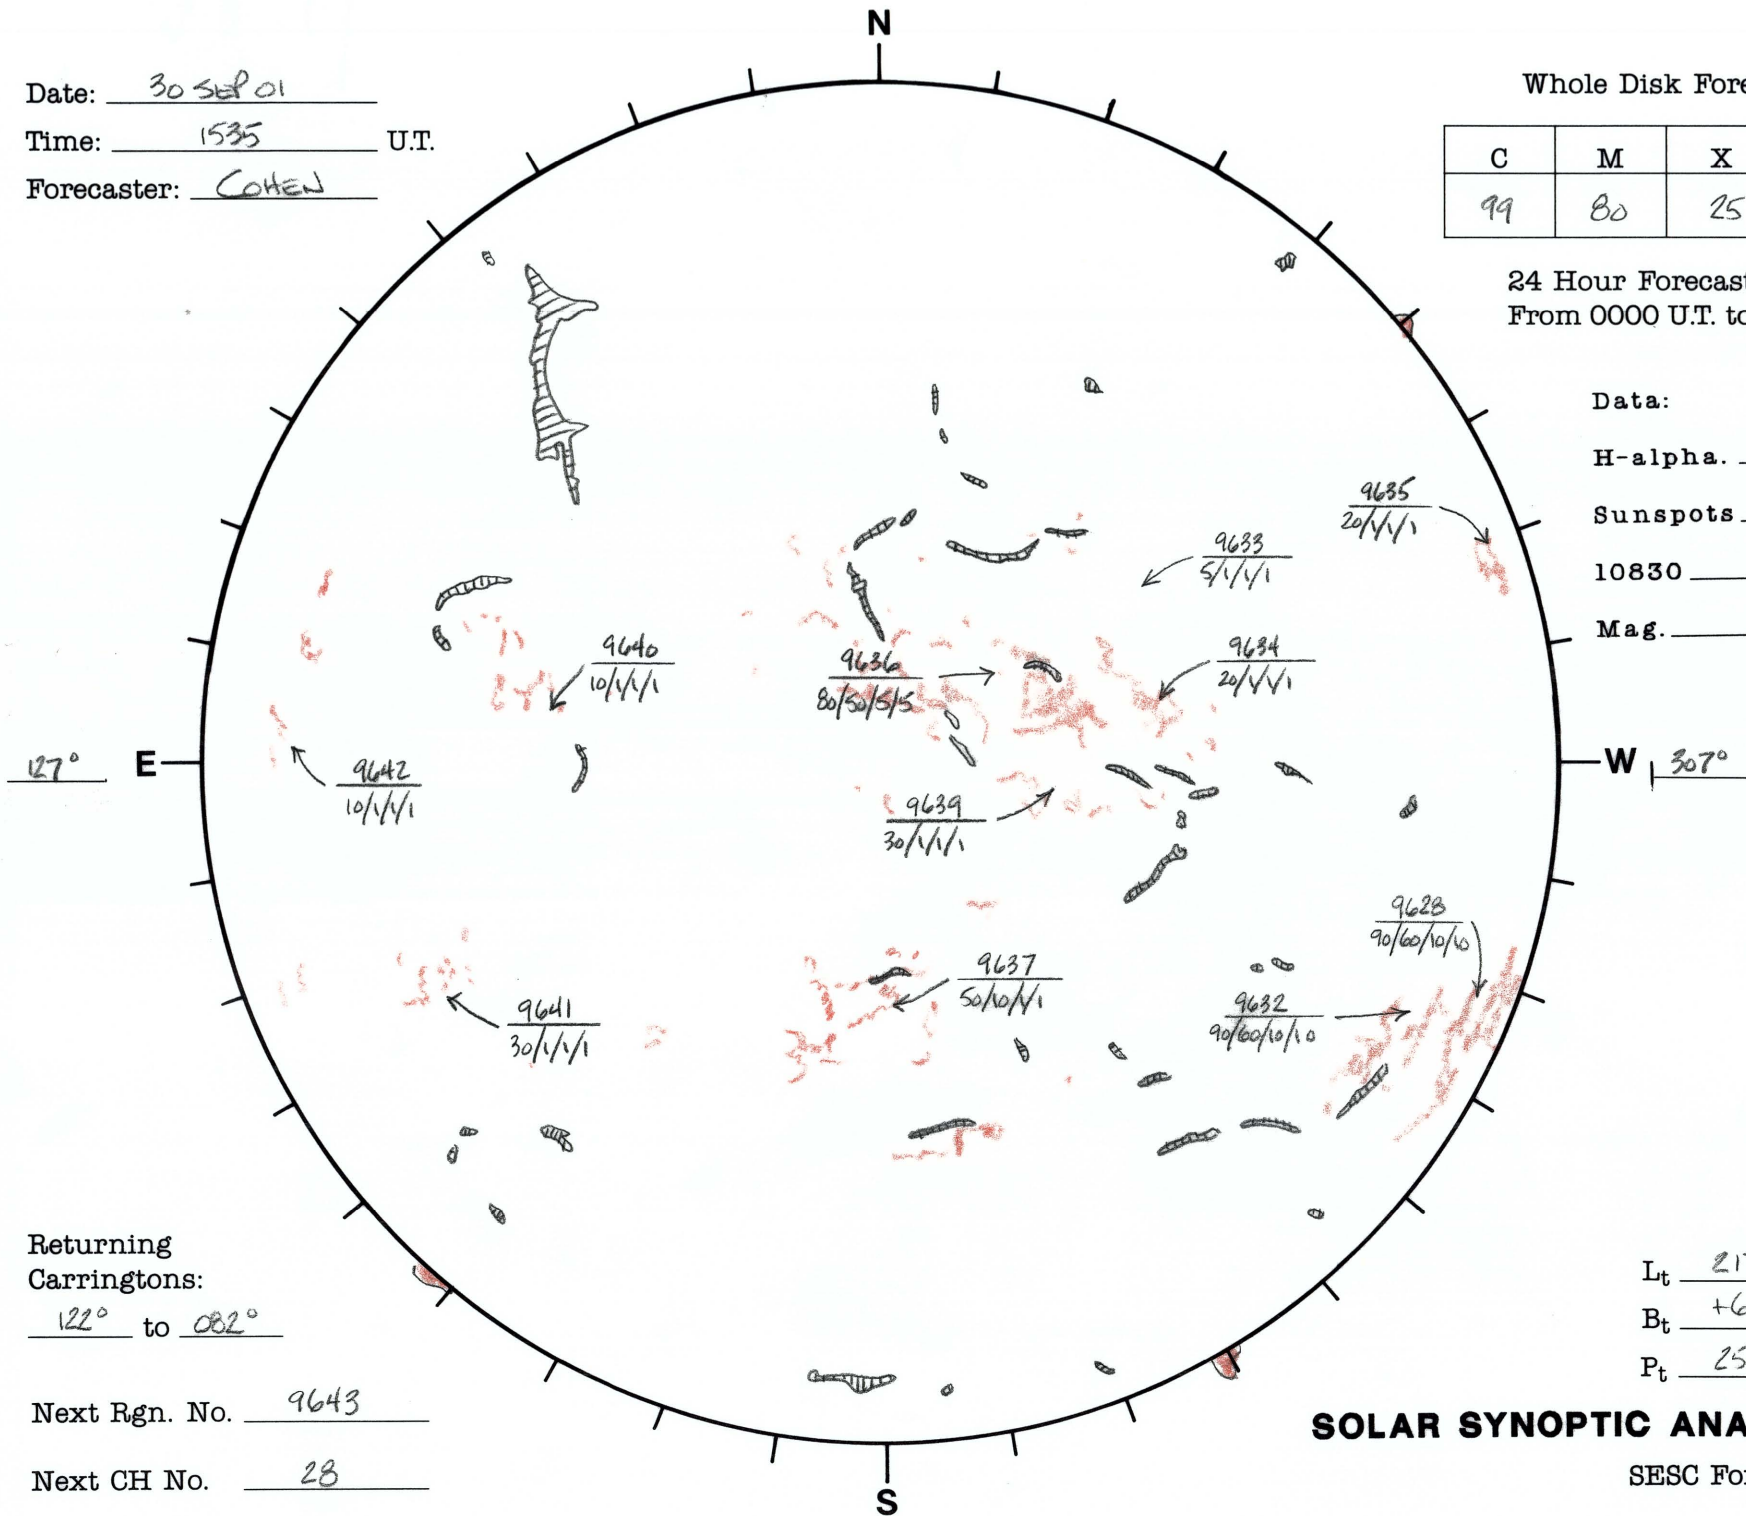 N
Date: 30 SEP 01
Time: 1535 U.T.
Forecaster: COHEN
Whole Disk Fore
C M X
99 80 25
24 Hour Forecast
From 0000 U.T. to
Data:
H-alpha.
Sunspots
10830
Mag.
9635
20/1/1/1
9633
5/1/1/1
9640
10/1/1/1
9636
80/50/5/5
9634
20/1/1/1
127° E
W 307°
9642
10/1/1/1
9639
30/1/1/1
9628
90/60/10/10
9637
50/10/1/1
9632
90/60/10/10
9641
30/1/1/1
Returning
Carringtons:
122° to 082°
Next Rgn. No. 9643
Next CH No. 28
Lt 21
Bt +6
Pt 25
SOLAR SYNOPTIC ANA
SESC Fo
S